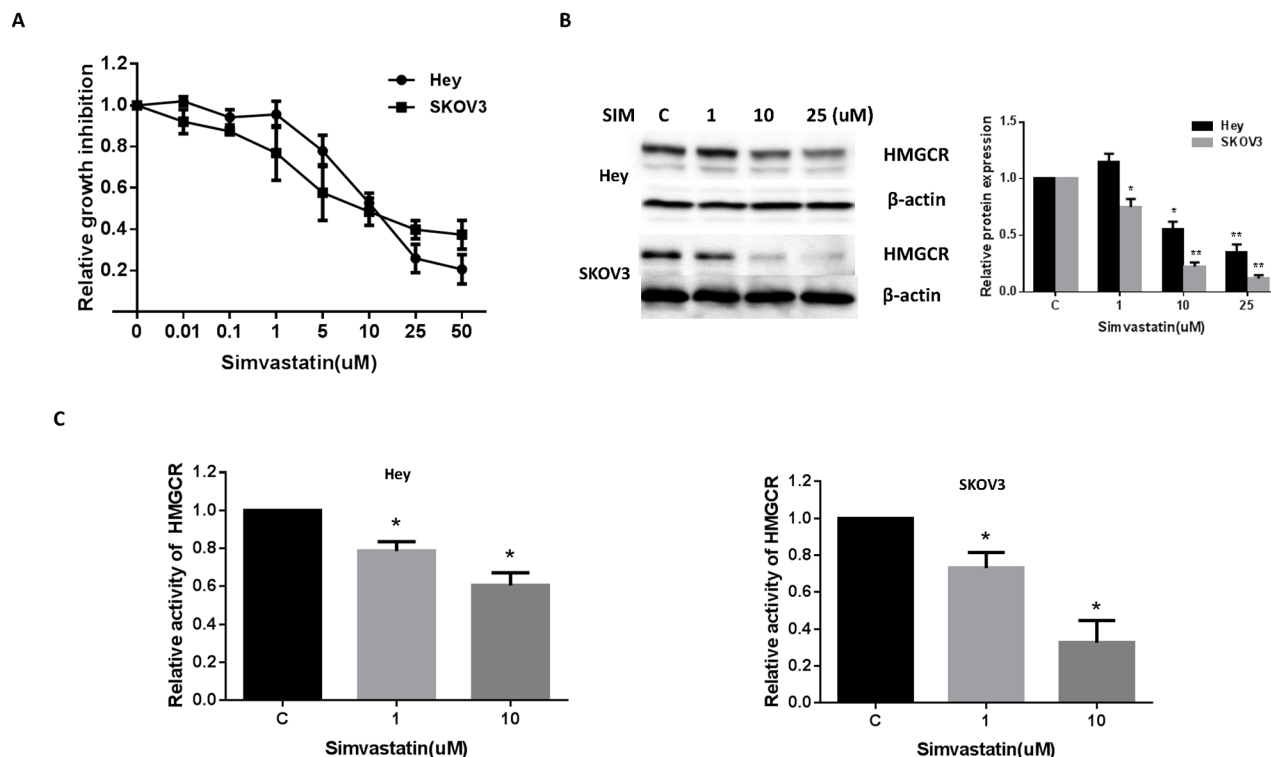 A
Relative growth inhibition
1.2
1.0
0.8
0.6
0.4
0.2
Hey
SKOV3
0 0.01 0.1 1 5 10 25 50
Simvastatin(uM)
B
SIM C 1 10 25 (uM)
Hey
HMGCR
β-actin
SKOV3
HMGCR
β-actin
Relative protein expression
1.5
1.0
0.5
0.0
Hey
SKOV3
*
*
**
**
**
C 1 10 25
Simvastatin(uM)
C
Relative activity of HMGCR
Hey
1.2
1.0
0.8
0.6
0.4
0.2
0.0
*
*
C 1 10
Simvastatin(uM)
Relative activity of HMGCR
SKOV3
1.2
1.0
0.8
0.6
0.4
0.2
0.0
*
*
C 1 10
Simvastatin(uM)